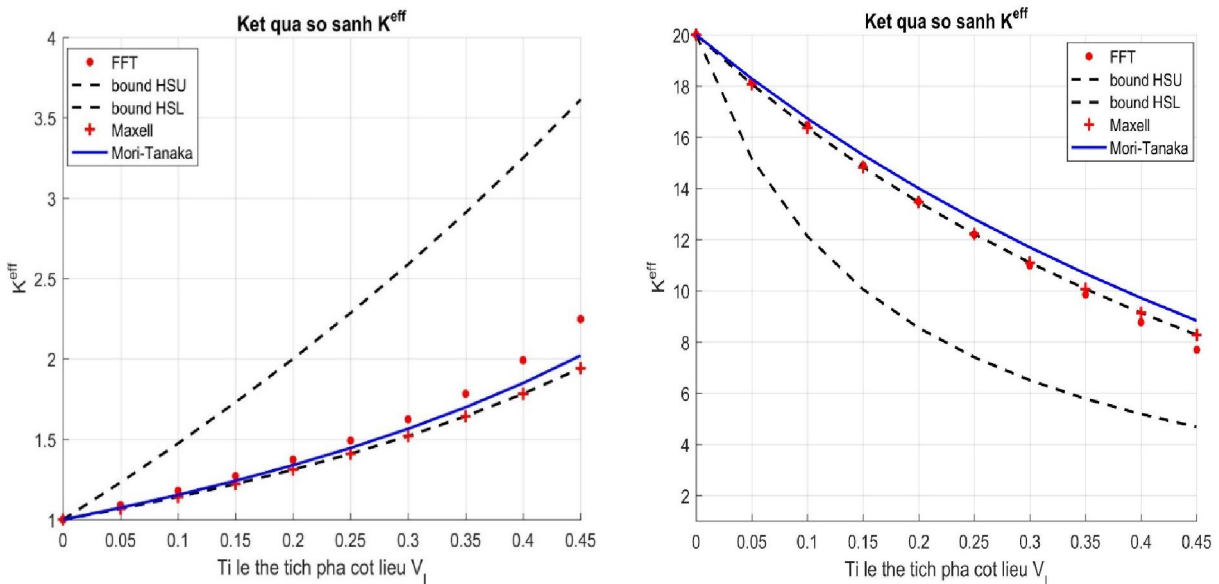 Ket qua so sanh K^eff
4
3.5
3
2.5
2
1.5
1
K^eff
FFT
bound HSU
bound HSL
Maxell
Mori-Tanaka
0 0.05 0.1 0.15 0.2 0.25 0.3 0.35 0.4 0.45
Ti le the tich pha cot lieu V_I
Ket qua so sanh K^eff
20
18
16
14
12
10
8
6
4
2
K^eff
FFT
bound HSU
bound HSL
Maxell
Mori-Tanaka
0 0.05 0.1 0.15 0.2 0.25 0.3 0.35 0.4 0.45
Ti le the tich pha cot lieu V_I